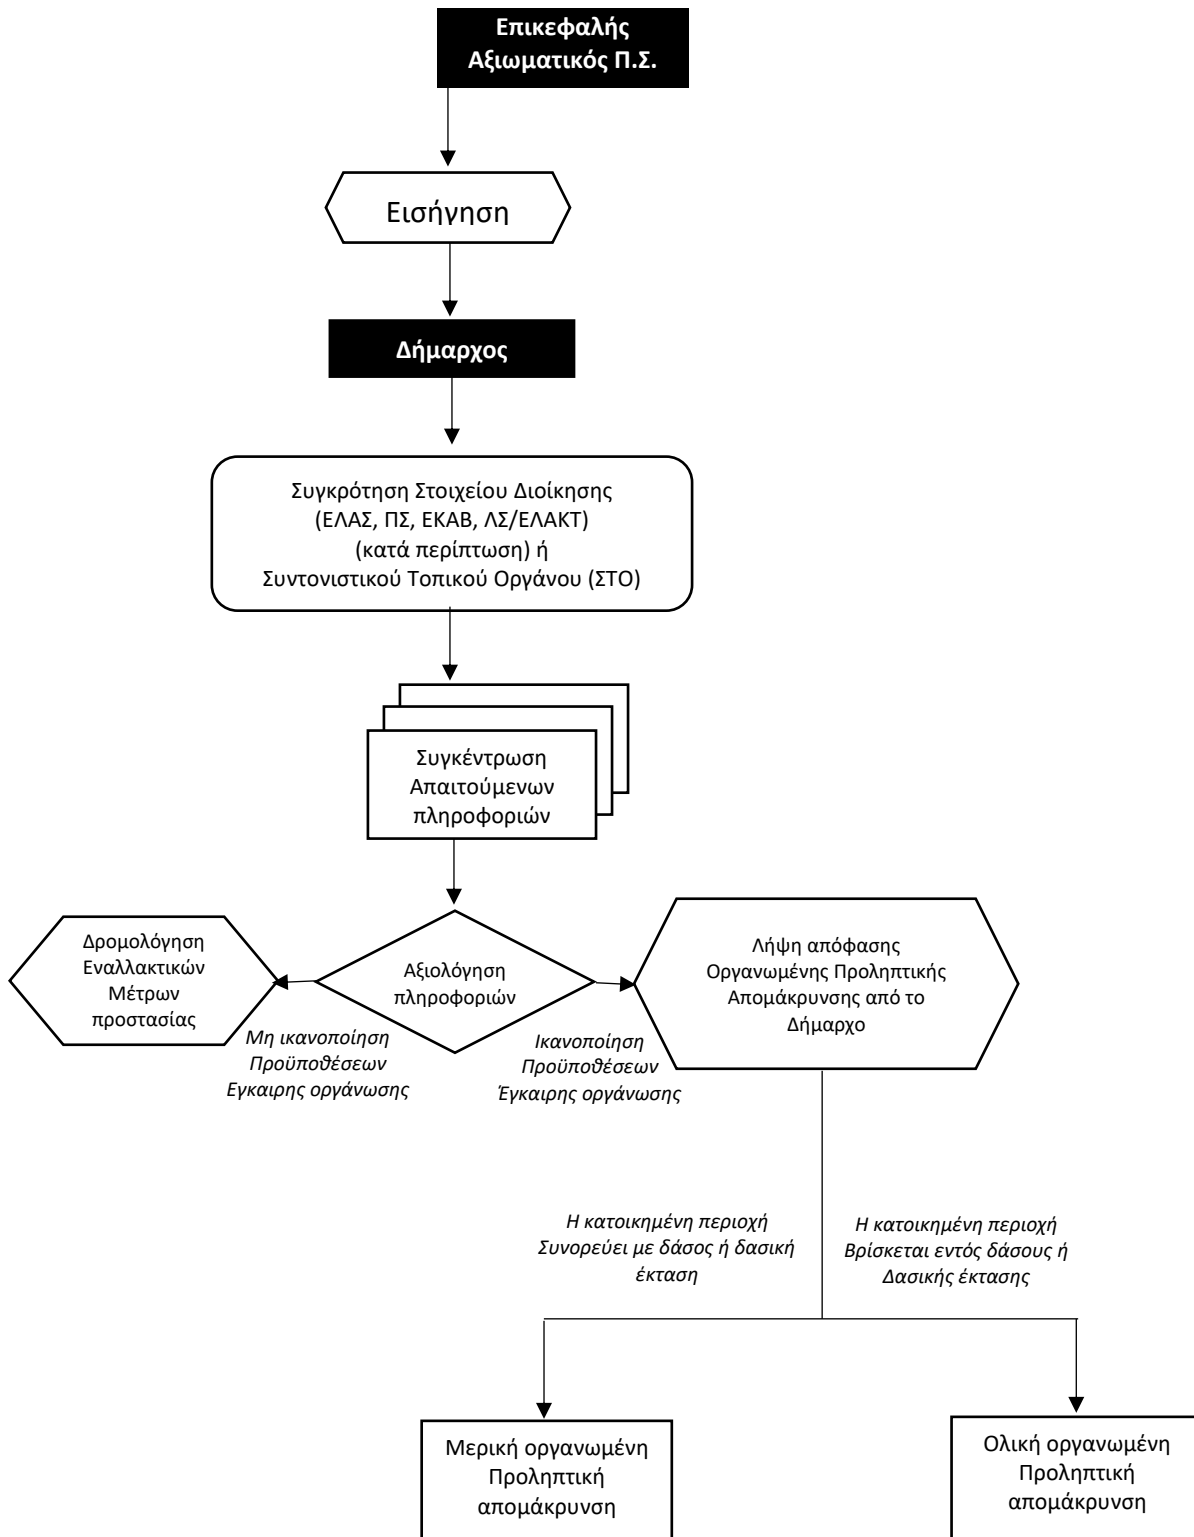 Επικεφαλής
Αξιωματικός Π.Σ.
Εισήγηση
Δήμαρχος
Συγκρότηση Στοιχείου Διοίκησης
(ΕΛΑΣ, ΠΣ, ΕΚΑΒ, ΛΣ/ΕΛΑΚΤ)
(κατά περίπτωση) ή
Συντονιστικού Τοπικού Οργάνου (ΣΤΟ)
Συγκέντρωση
Απαιτούμενων
πληροφοριών
Δρομολόγηση
Εναλλακτικών
Μέτρων
προστασίας
Αξιολόγηση
πληροφοριών
Λήψη απόφασης
Οργανωμένης Προληπτικής
Απομάκρυνσης από το
Δήμαρχο
Μη ικανοποίηση
Προϋποθέσεων
Εγκαιρης οργάνωσης
Ικανοποίηση
Προϋποθέσεων
Έγκαιρης οργάνωσης
Η κατοικημένη περιοχή
Συνορεύει με δάσος ή δασική
έκταση
Η κατοικημένη περιοχή
Βρίσκεται εντός δάσους ή
Δασικής έκτασης
Μερική οργανωμένη
Προληπτική
απομάκρυνση
Ολική οργανωμένη
Προληπτική
απομάκρυνση